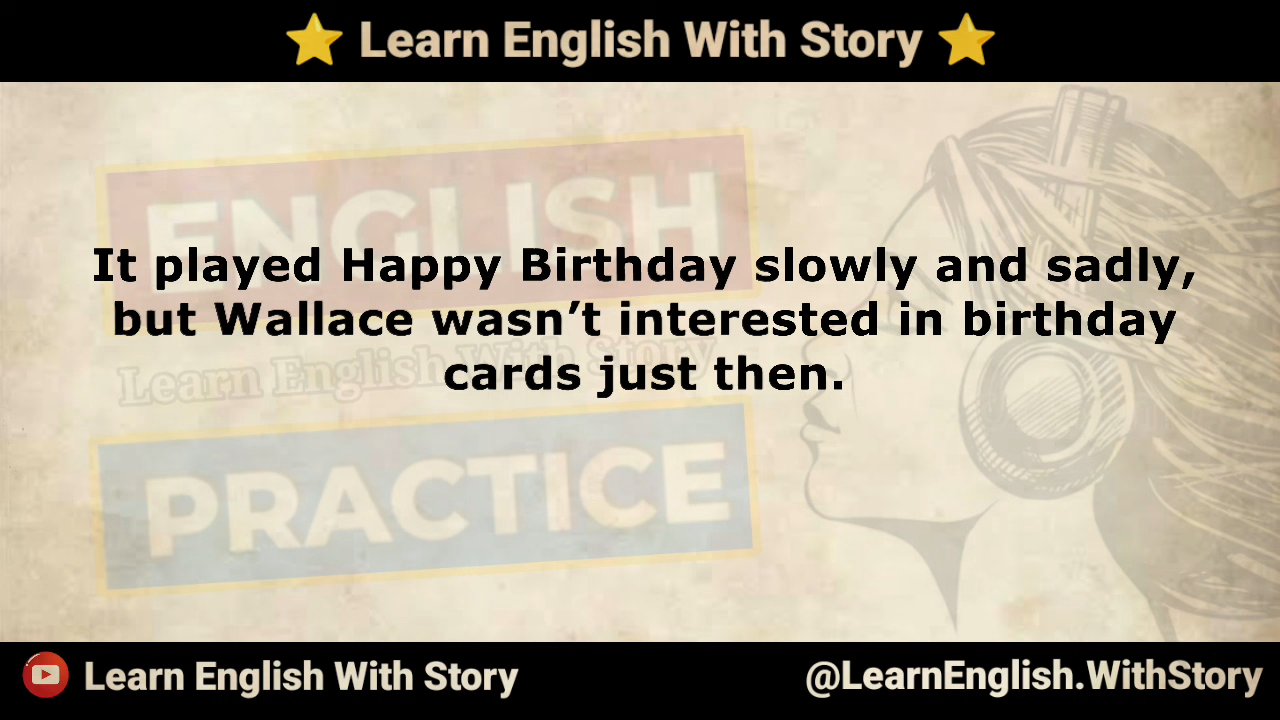 ⭐ Learn English With Story ⭐
ENGLISH
It played Happy Birthday slowly and sadly,
but Wallace wasn’t interested in birthday
cards just then.
Learn English With Story
PRACTICE
Learn English With Story
@LearnEnglish.WithStory